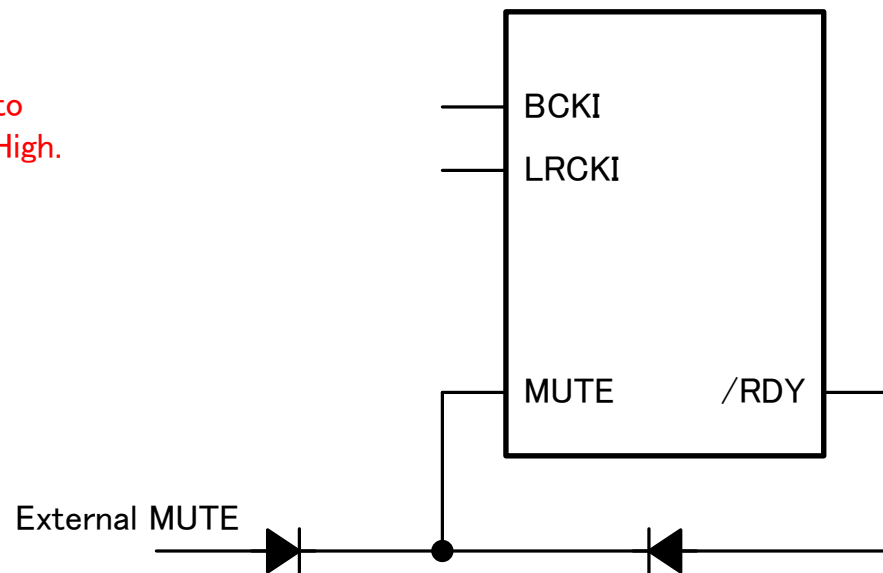 to
High.
BCKI
LRCKI
MUTE
/RDY
External MUTE